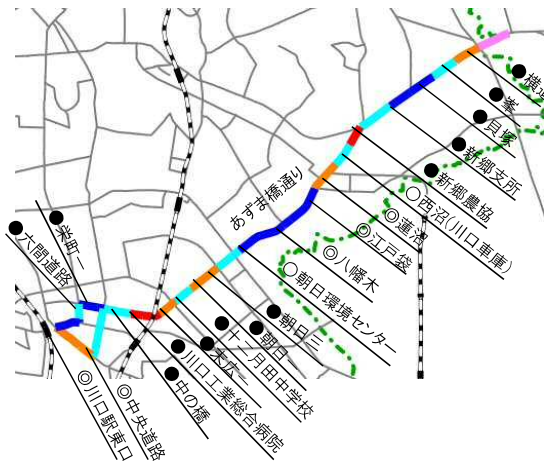 横道
●峯
●貝塚
●新郷支所
●新郷農協
○西沼(川口車庫)
◎蓮沼
◎江戸袋
◎八幡木
○朝日環境センター
あずま橋通り
●朝日三
●朝日一
●十二月田中学校
●末広一
●川口工業総合病院
●中の橋
◎中央道路
◎川口駅東口
●六間道路
●栄町一